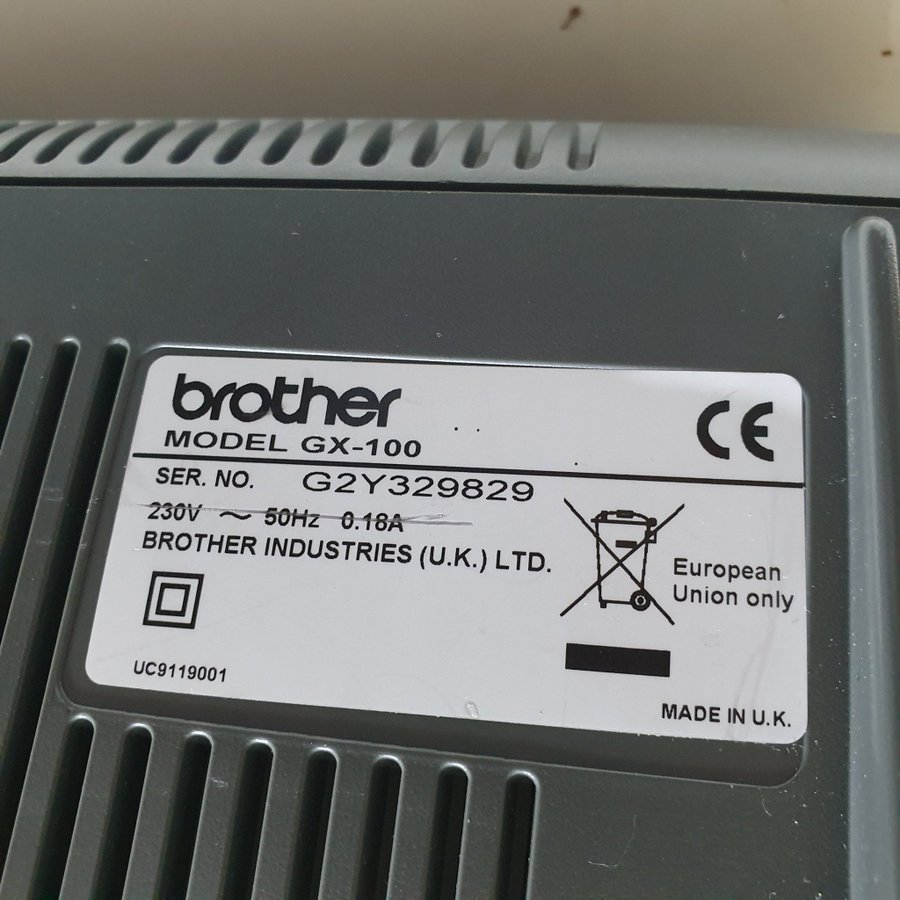 brother
CE
MODEL GX-100
SER. NO. G2Y329829
230V ~ 50Hz 0.18A
BROTHER INDUSTRIES (U.K.) LTD.
European
Union only
UC9119001
MADE IN U.K.